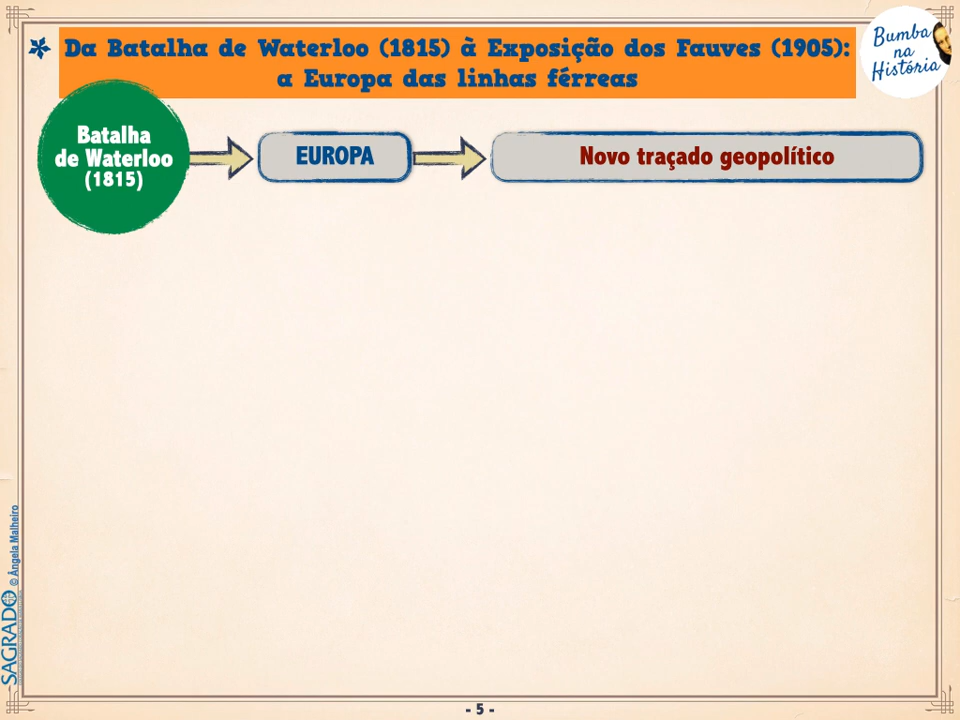 Da Batalha de Waterloo (1815) à Exposição dos Fauves (1905):
a Europa das linhas férreas
Bumba
na
História
Batalha
de Waterloo
(1815)
EUROPA
Novo traçado geopolítico
SAGRADO © Ângela Malheiro
- 5 -